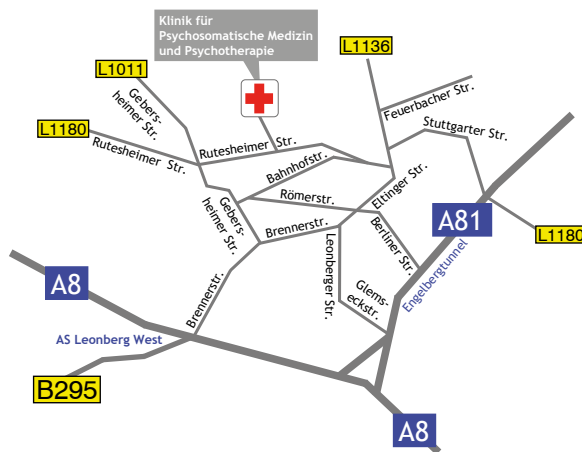 Klinik für
Psychosomatische Medizin
und Psychotherapie
L1136
L1011
Gebers-
heimer Str.
Feuerbacher Str.
L1180
Rutesheimer Str.
Rutesheimer Str.
Stuttgarter Str.
Bahnhofstr.
Römerstr.
Eltinger Str.
Gebers-
heimer Str.
Brennerstr.
Leonberger Str.
Berliner Str.
A81
L1180
Engelbergtunnel
A8
Glems-
eckstr.
Brennerstr.
AS Leonberg West
B295
A8